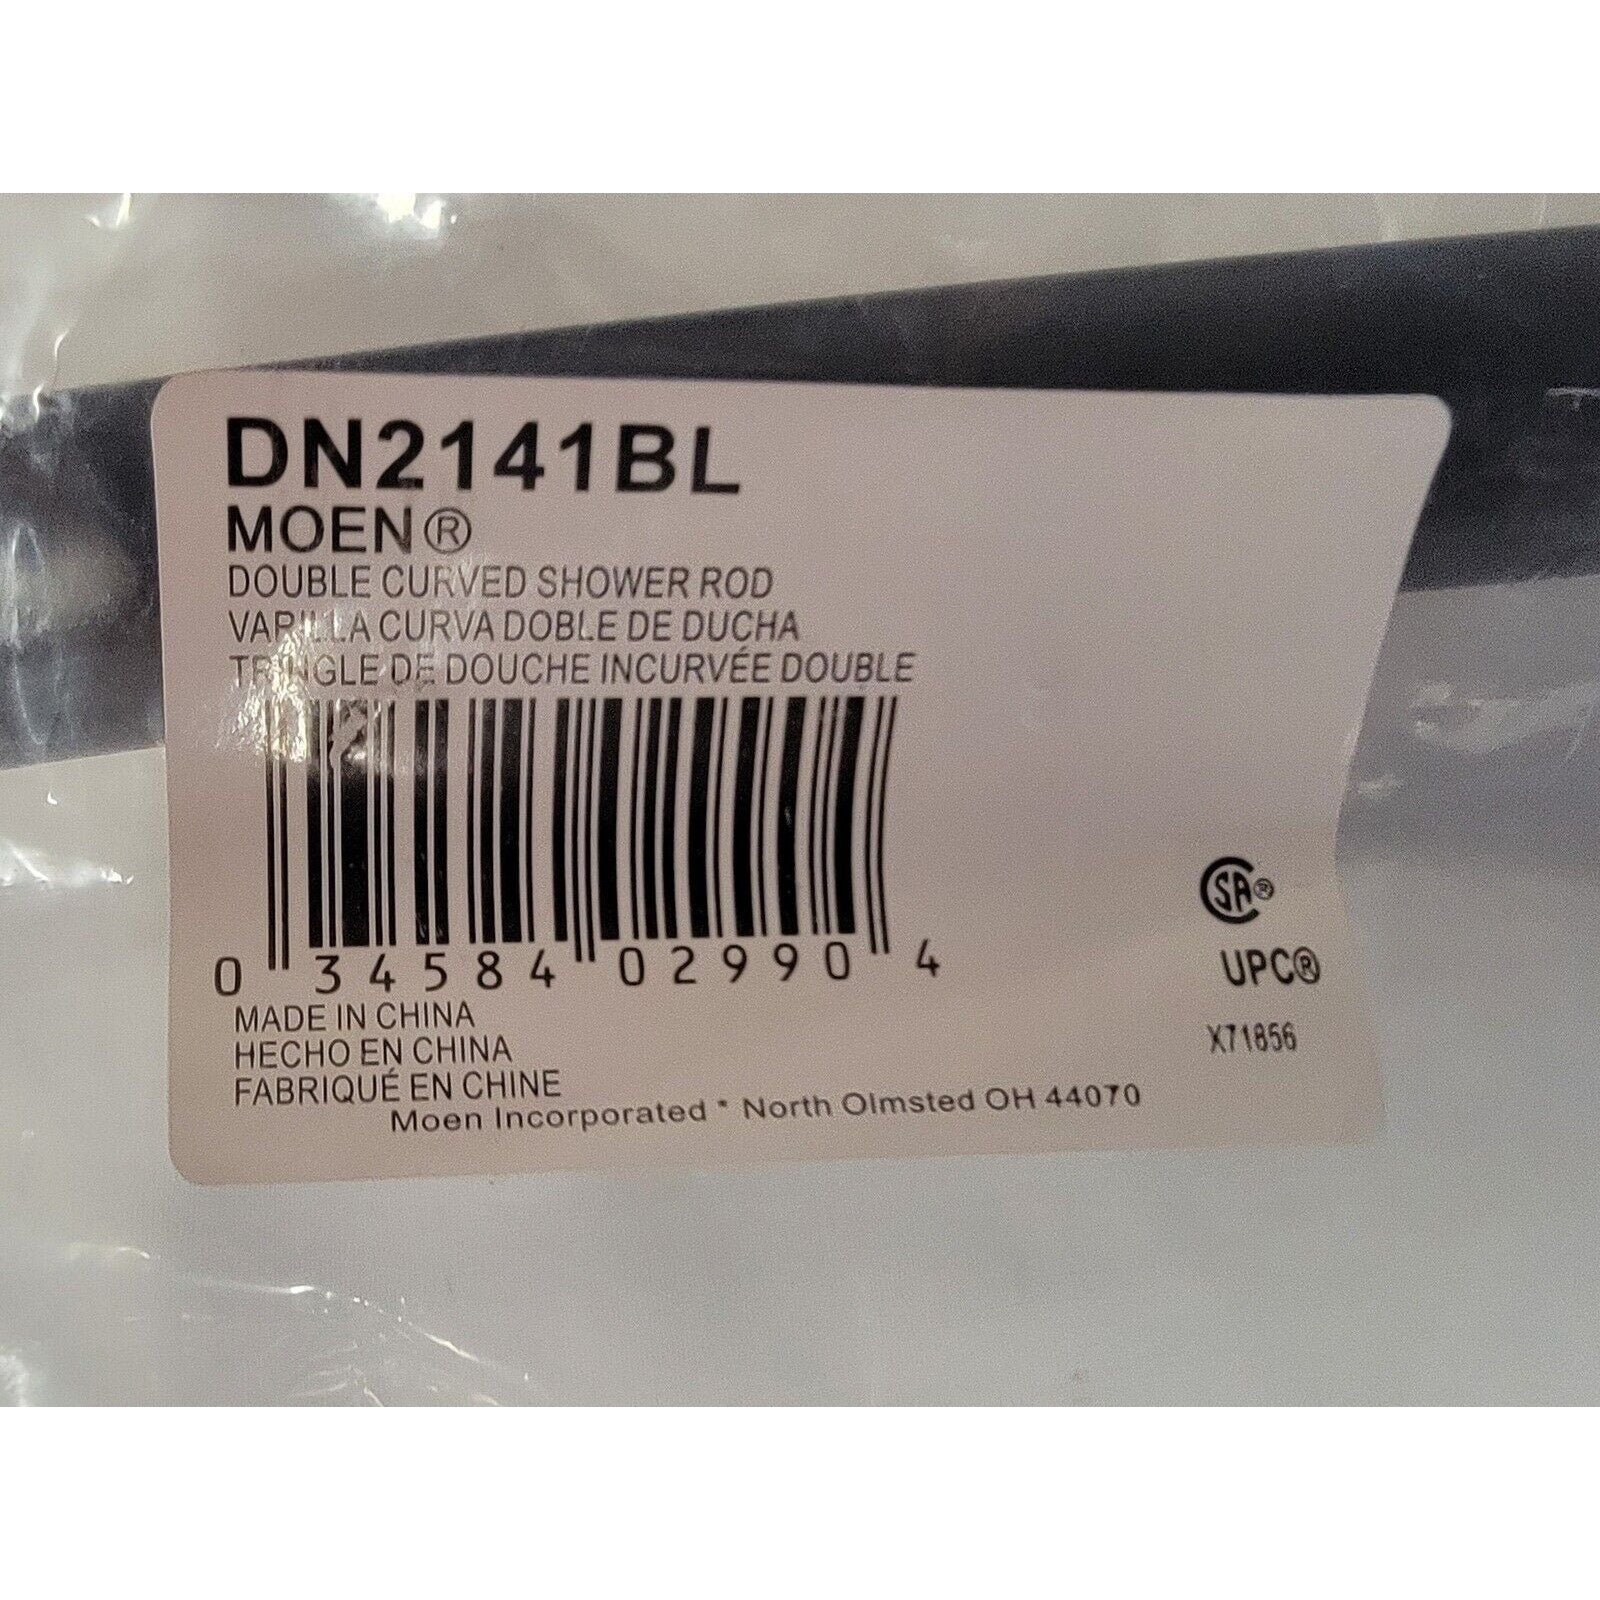 DN2141BL
MOEN®
DOUBLE CURVED SHOWER ROD
VARILLA CURVA DOBLE DE DUCHA
TRINGLE DE DOUCHE INCURVÉE DOUBLE
0 34584 02990 4
MADE IN CHINA
HECHO EN CHINA
FABRIQUÉ EN CHINE
Moen Incorporated * North Olmsted OH 44070
SA®
UPC®
X71856